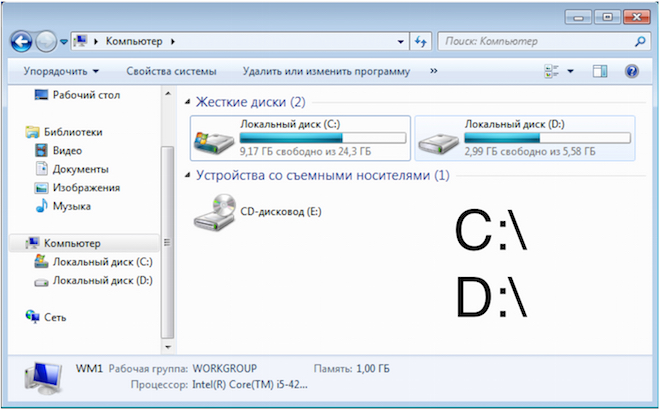 Компьютер
Поиск: Компьютер
Упорядочить Свойства системы Удалить или изменить программу »
Рабочий стол
Библиотеки
Видео
Документы
Изображения
Музыка
Компьютер
Локальный диск (C:)
Локальный диск (D:)
Сеть
Жесткие диски (2)
Локальный диск (C:)
9,17 ГБ свободно из 24,3 ГБ
Локальный диск (D:)
2,99 ГБ свободно из 5,58 ГБ
Устройства со съемными носителями (1)
CD-дисковод (E:)
C:\
D:\
WM1 Рабочая группа: WORKGROUP Память: 1,00 ГБ
Процессор: Intel(R) Core(TM) i5-42...